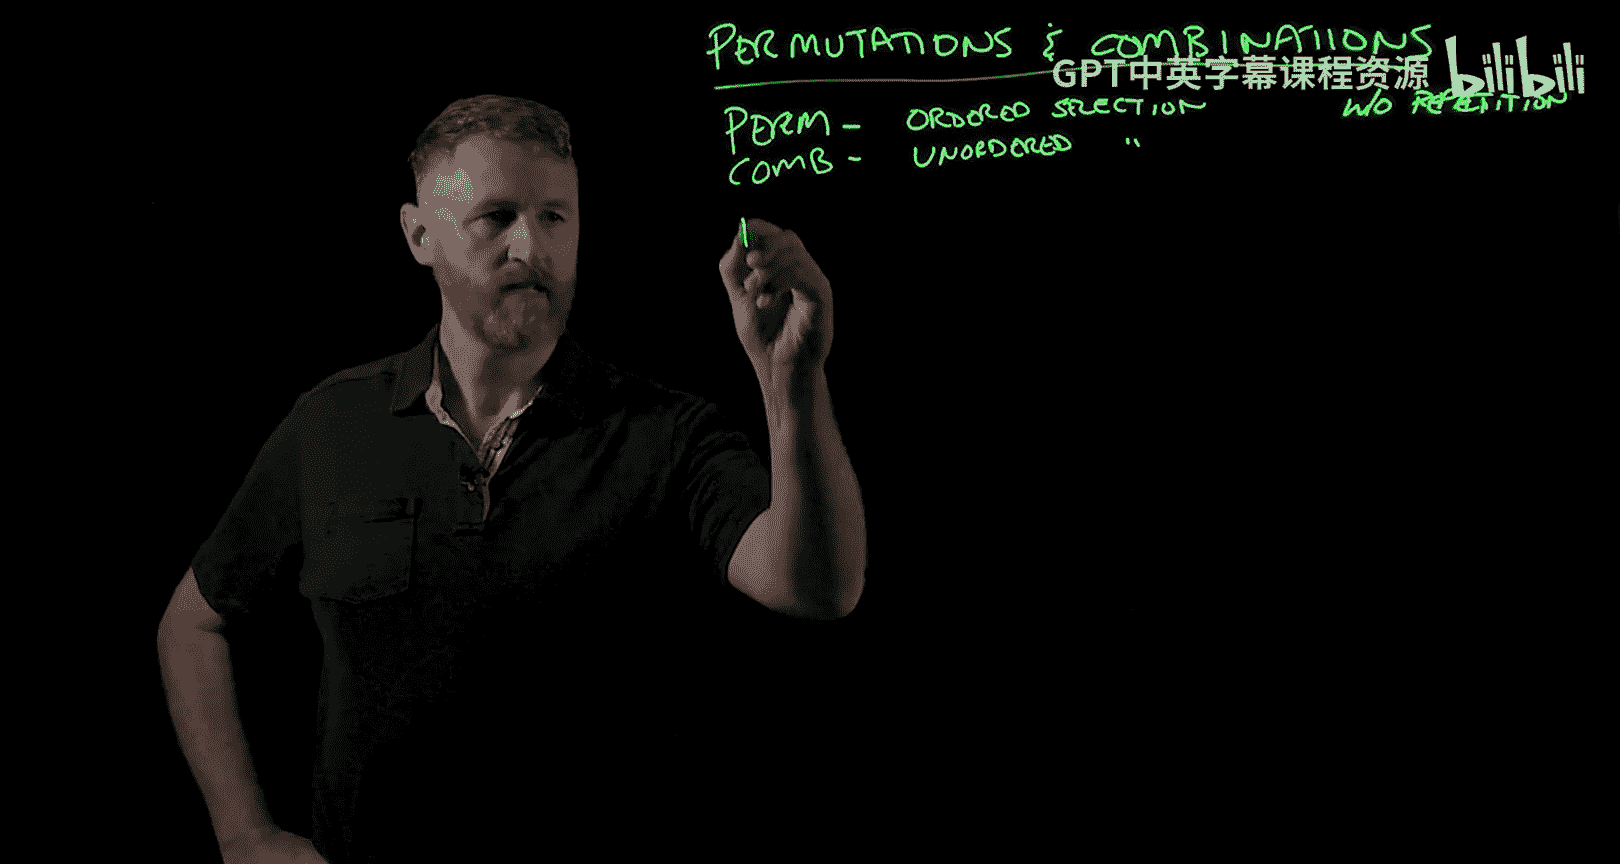 PERMUTATIONS & COMBINATIONS
GPT中英字幕课程资源 bilibili
PERM - ORDERED SELECTION W/O REPETITION
COMB - UNORDERED "